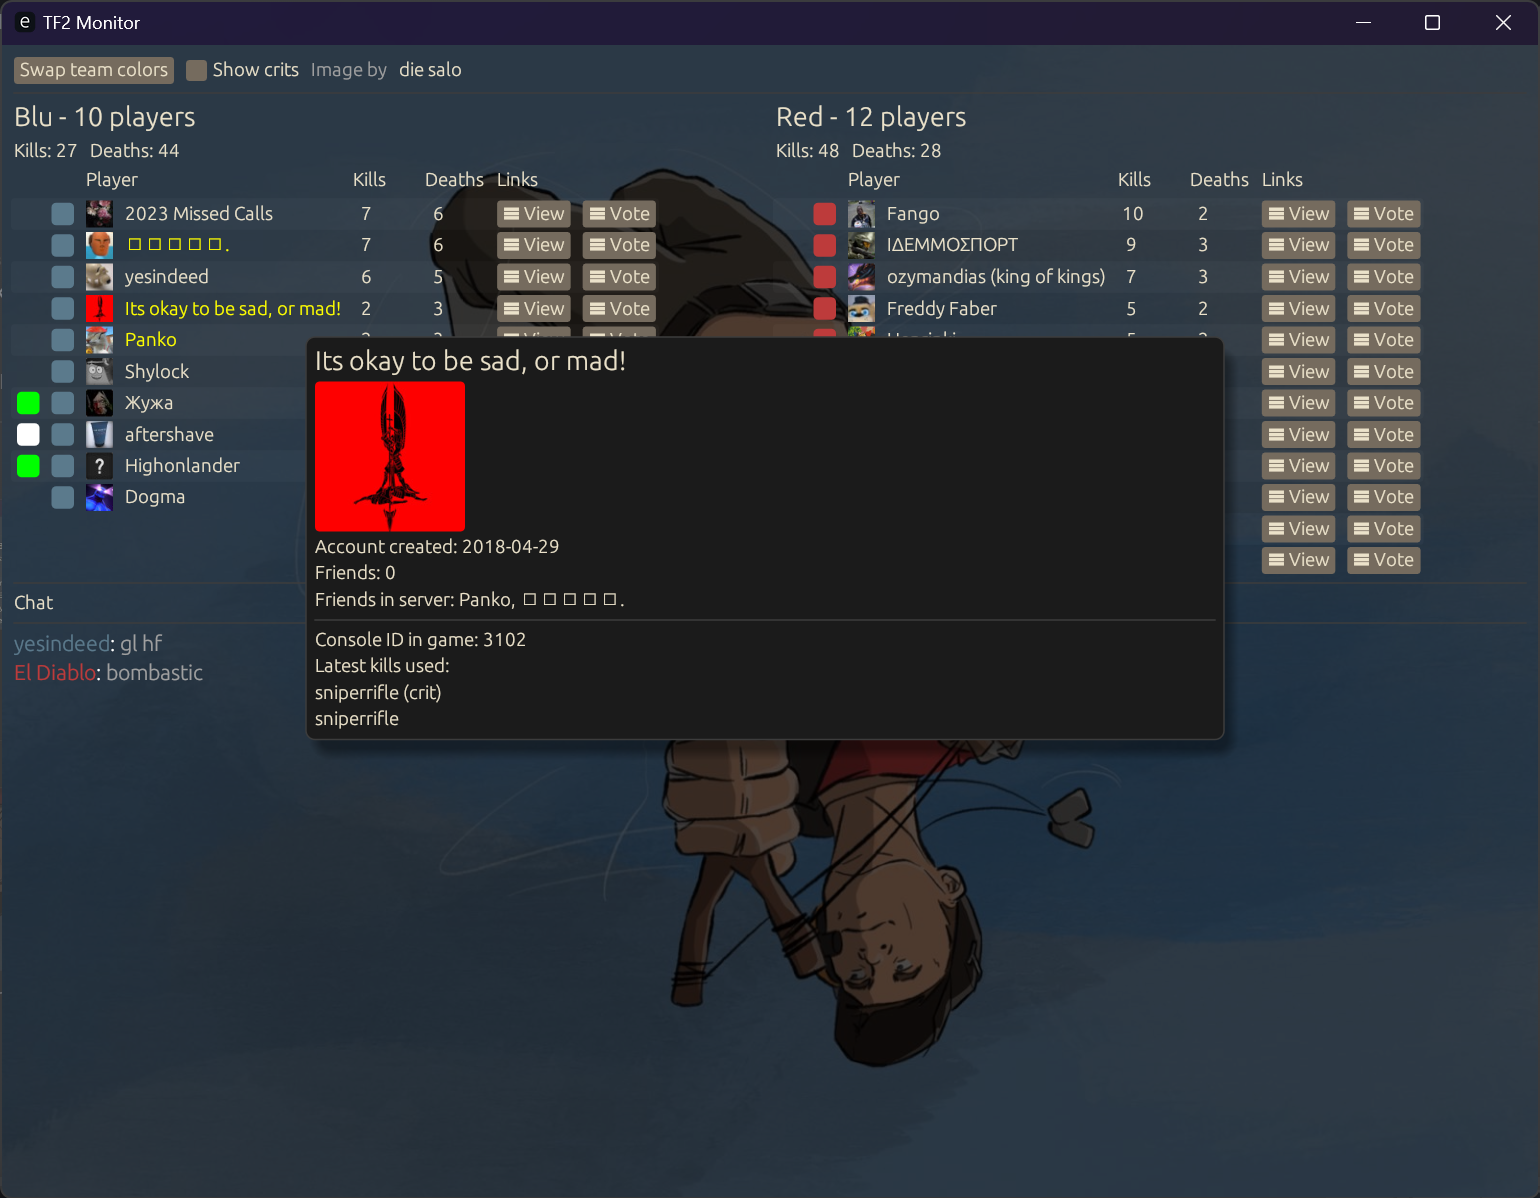 TF2 Monitor
Swap team colors Show crits Image by die salo
Blu - 10 players
Kills: 27 Deaths: 44
Player Kills Deaths Links
2023 Missed Calls 7 6 View Vote
□ □ □ □ □ . 7 6 View Vote
yesindeed 6 5 View Vote
Its okay to be sad, or mad! 2 3 View Vote
Panko
Shylock
Жужа
aftershave
? Highonlander
Dogma
Red - 12 players
Kills: 48 Deaths: 28
Player Kills Deaths Links
Fango 10 2 View Vote
ΙΔΕΜΜΟΣΠΟΡΤ 9 3 View Vote
ozymandias (king of kings) 7 3 View Vote
Freddy Faber 5 2 View Vote
View Vote
View Vote
View Vote
View Vote
View Vote
View Vote
View Vote
View Vote
Its okay to be sad, or mad!
Account created: 2018-04-29
Friends: 0
Friends in server: Panko, □ □ □ □ □ .
Console ID in game: 3102
Latest kills used:
sniperrifle (crit)
sniperrifle
Chat
yesindeed: gl hf
El Diablo: bombastic